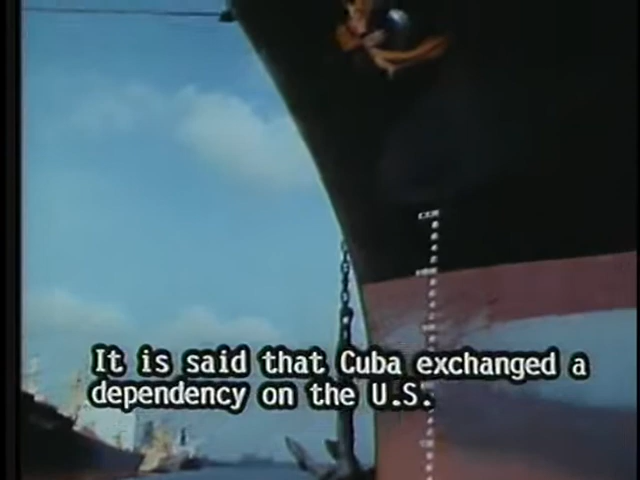 It is said that Cuba exchanged a
dependency on the U.S.